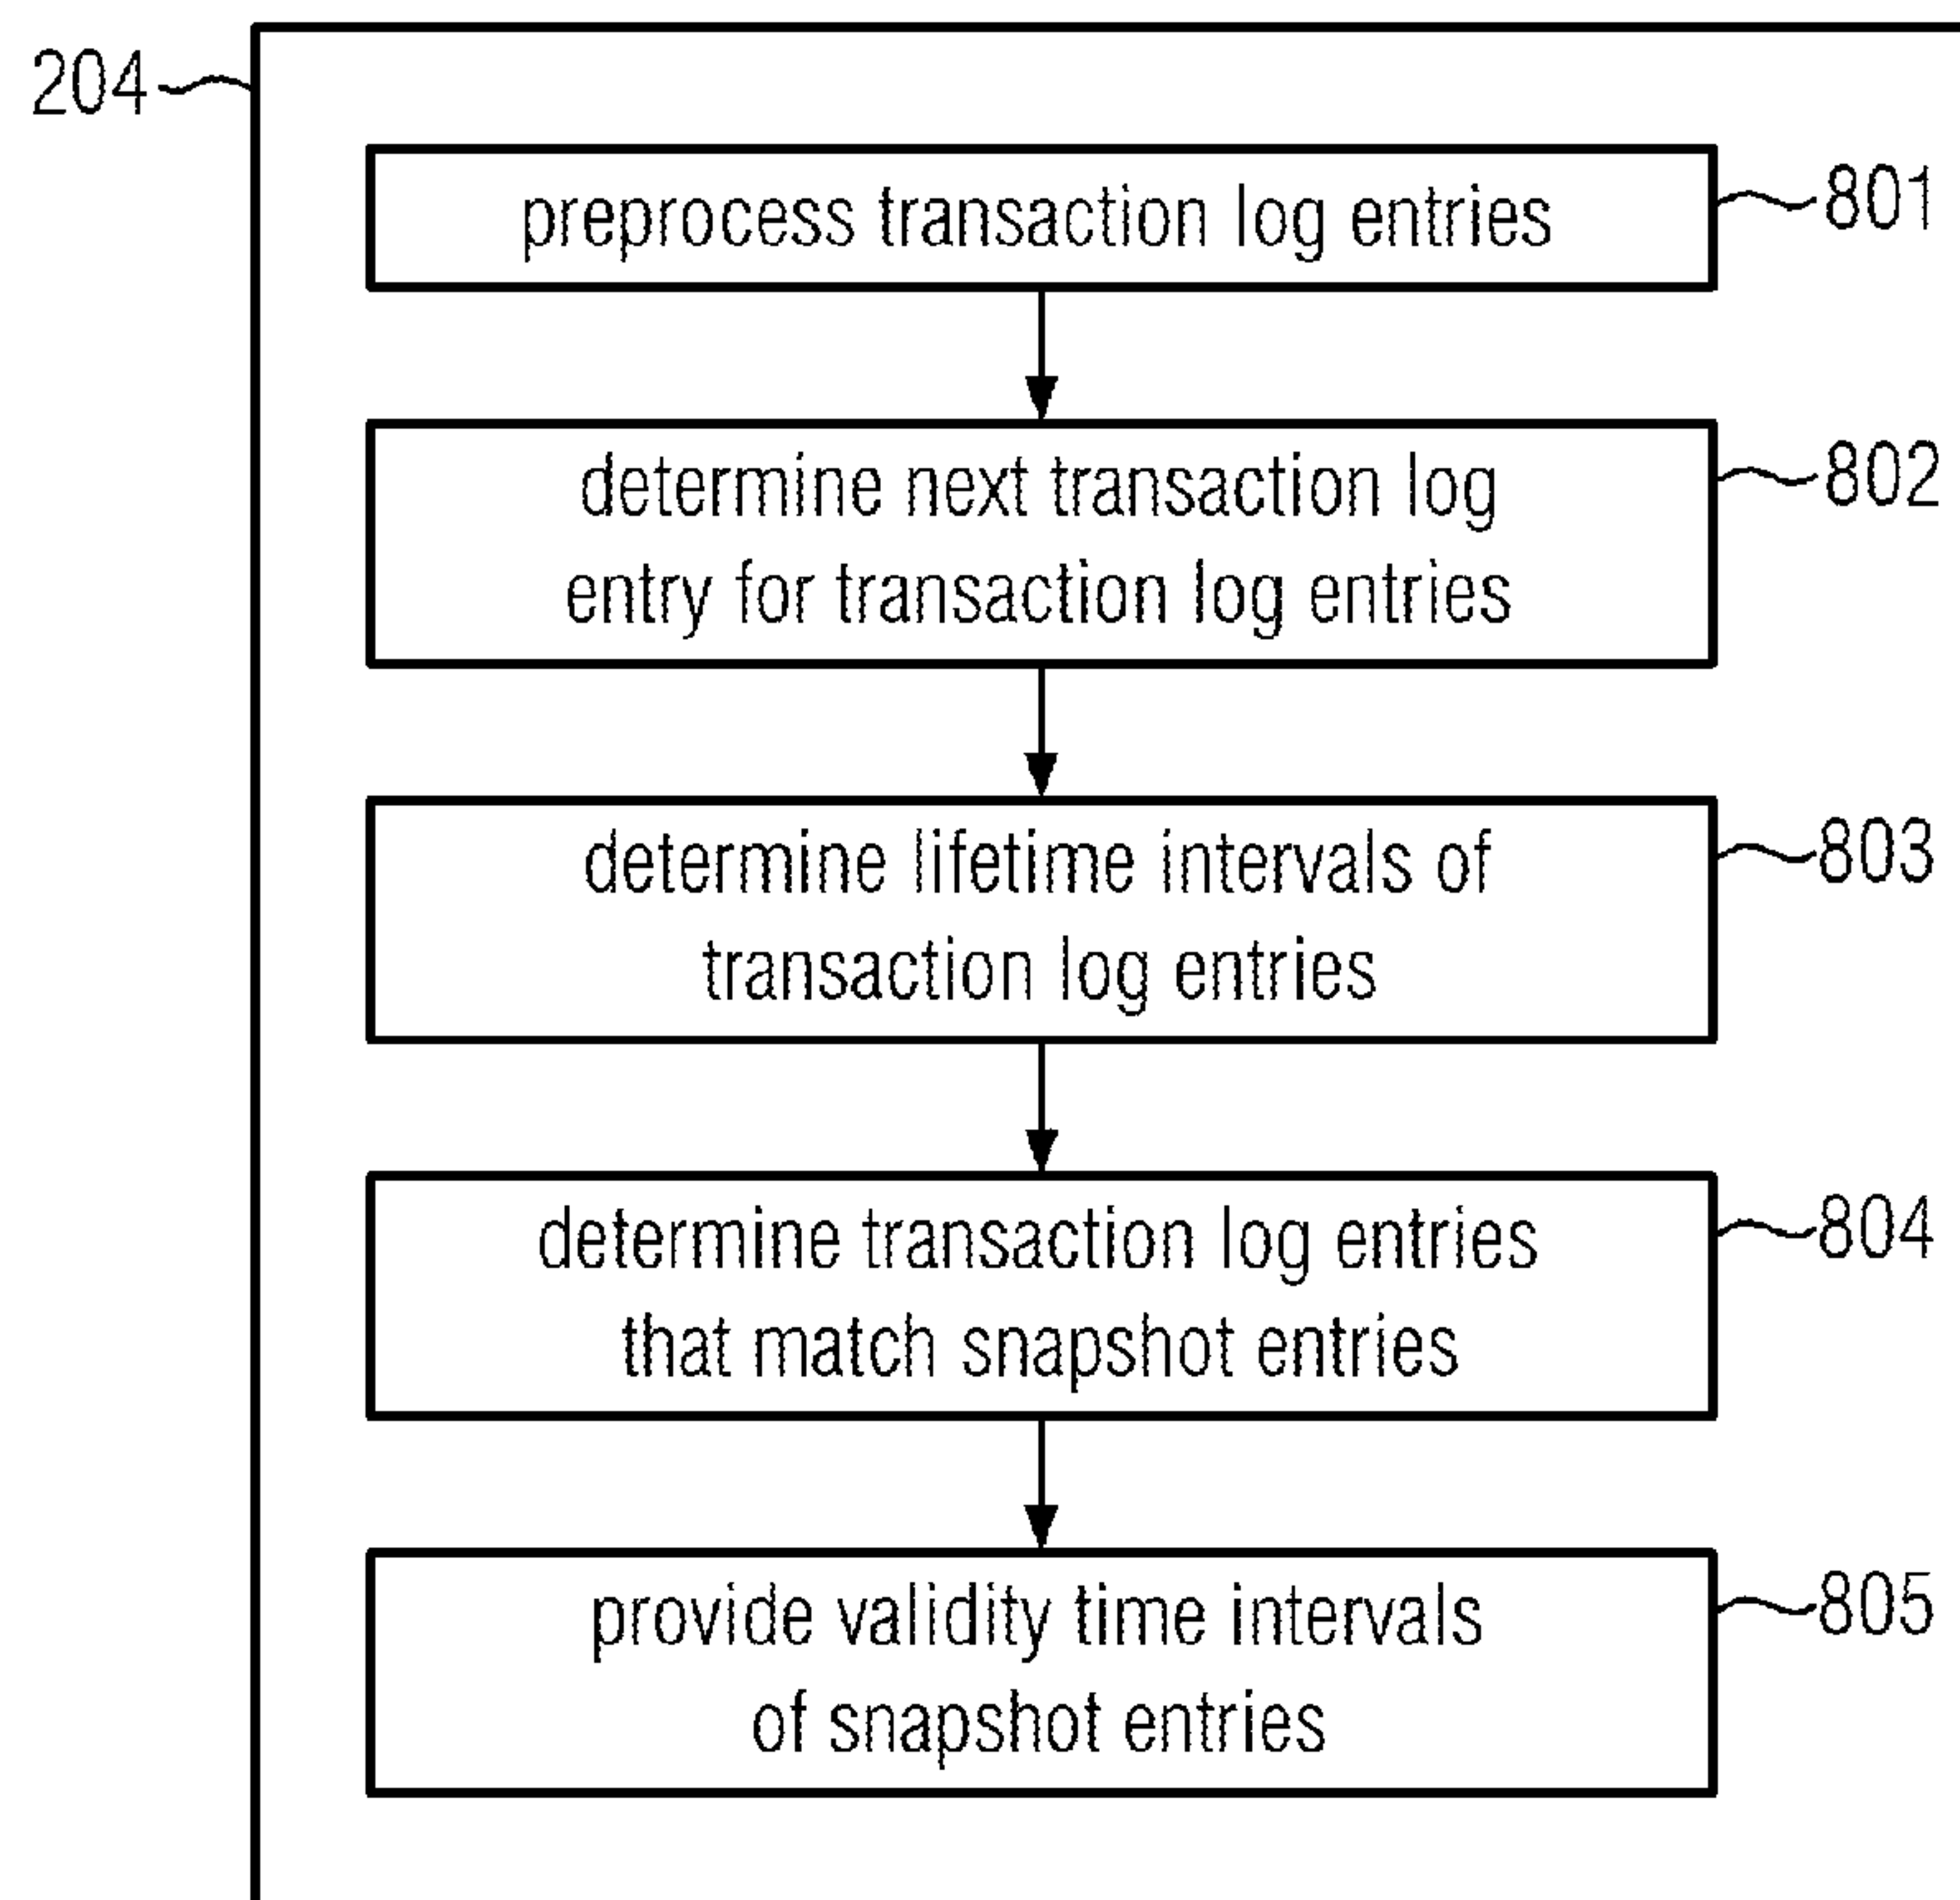 204
preprocess transaction log entries
801
determine next transaction log
entry for transaction log entries
802
determine lifetime intervals of
transaction log entries
803
determine transaction log entries
that match snapshot entries
804
provide validity time intervals
of snapshot entries
805